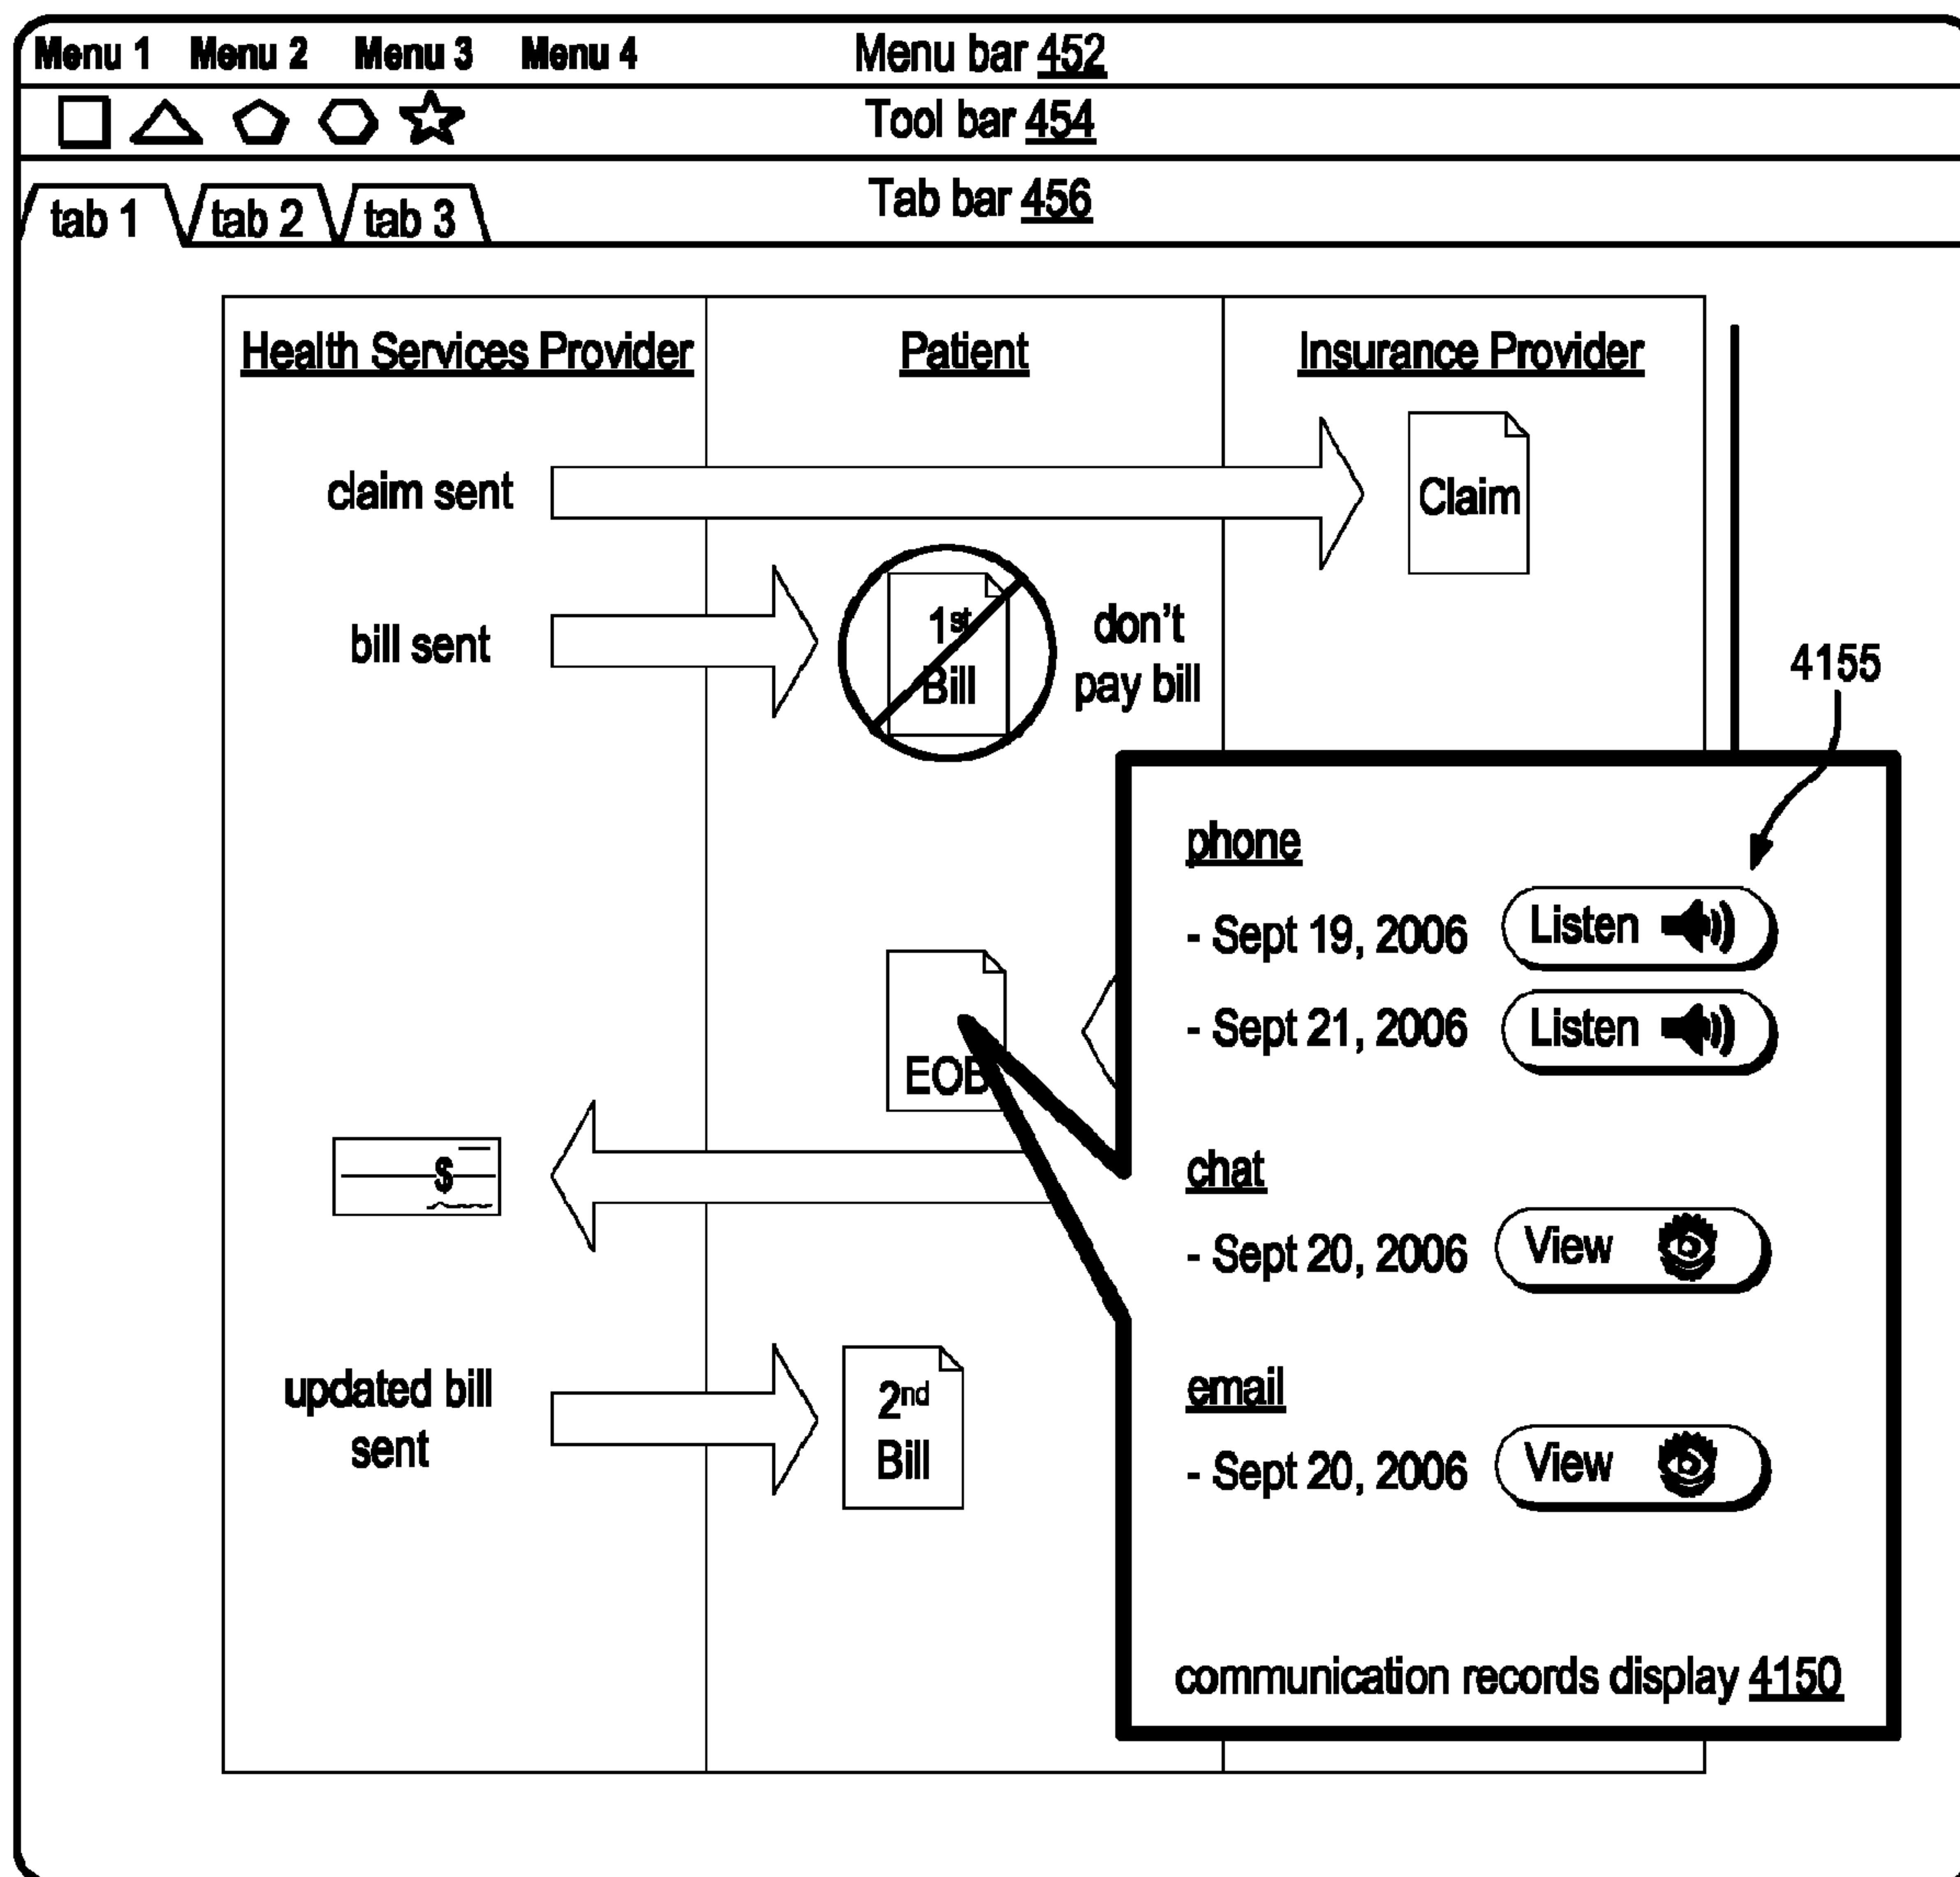 Menu 1 Menu 2 Menu 3 Menu 4 Menu bar 452
Tool bar 454
Tab bar 456
tab 1 tab 2 tab 3
Health Services Provider Patient Insurance Provider
claim sent
Claim
bill sent
1st
Bill
don't
pay bill
4155
phone
- Sept 19, 2006 Listen
- Sept 21, 2006 Listen
EOB
$
chat
- Sept 20, 2006 View
updated bill
sent
2nd
Bill
email
- Sept 20, 2006 View
communication records display 4150